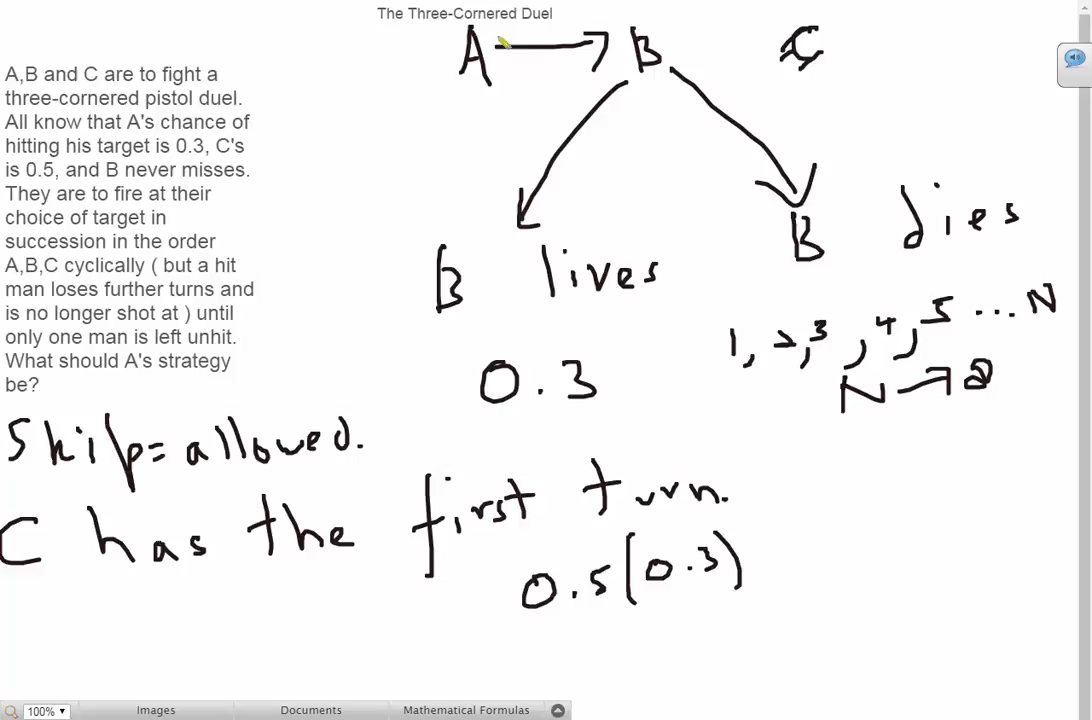 The Three-Cornered Duel
A B C
A,B and C are to fight a
three-cornered pistol duel.
All know that A's chance of
hitting his target is 0.3, C's
is 0.5, and B never misses.
They are to fire at their
choice of target in
succession in the order
A,B,C cyclically ( but a hit
man loses further turns and
is no longer shot at ) until
only one man is left unhit.
What should A's strategy
be?
B lives
B dies
0.3
1, 2, 3, 4, 5 ... N
Skip= allowed.
C has the first turn.
0.5(0.3)
100%
Images
Documents
Mathematical Formulas